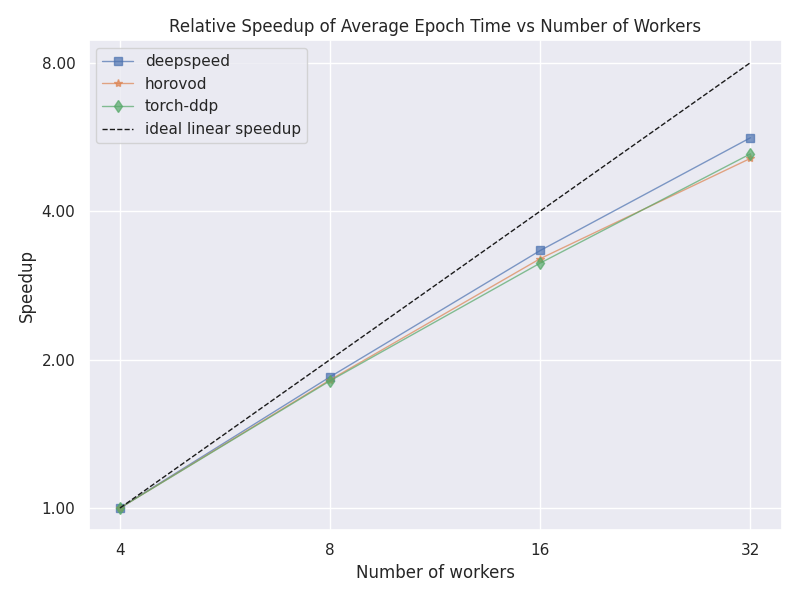 Relative Speedup of Average Epoch Time vs Number of Workers
deepspeed
horovod
torch-ddp
ideal linear speedup
8.00
4.00
2.00
1.00
Speedup
4 8 16 32
Number of workers